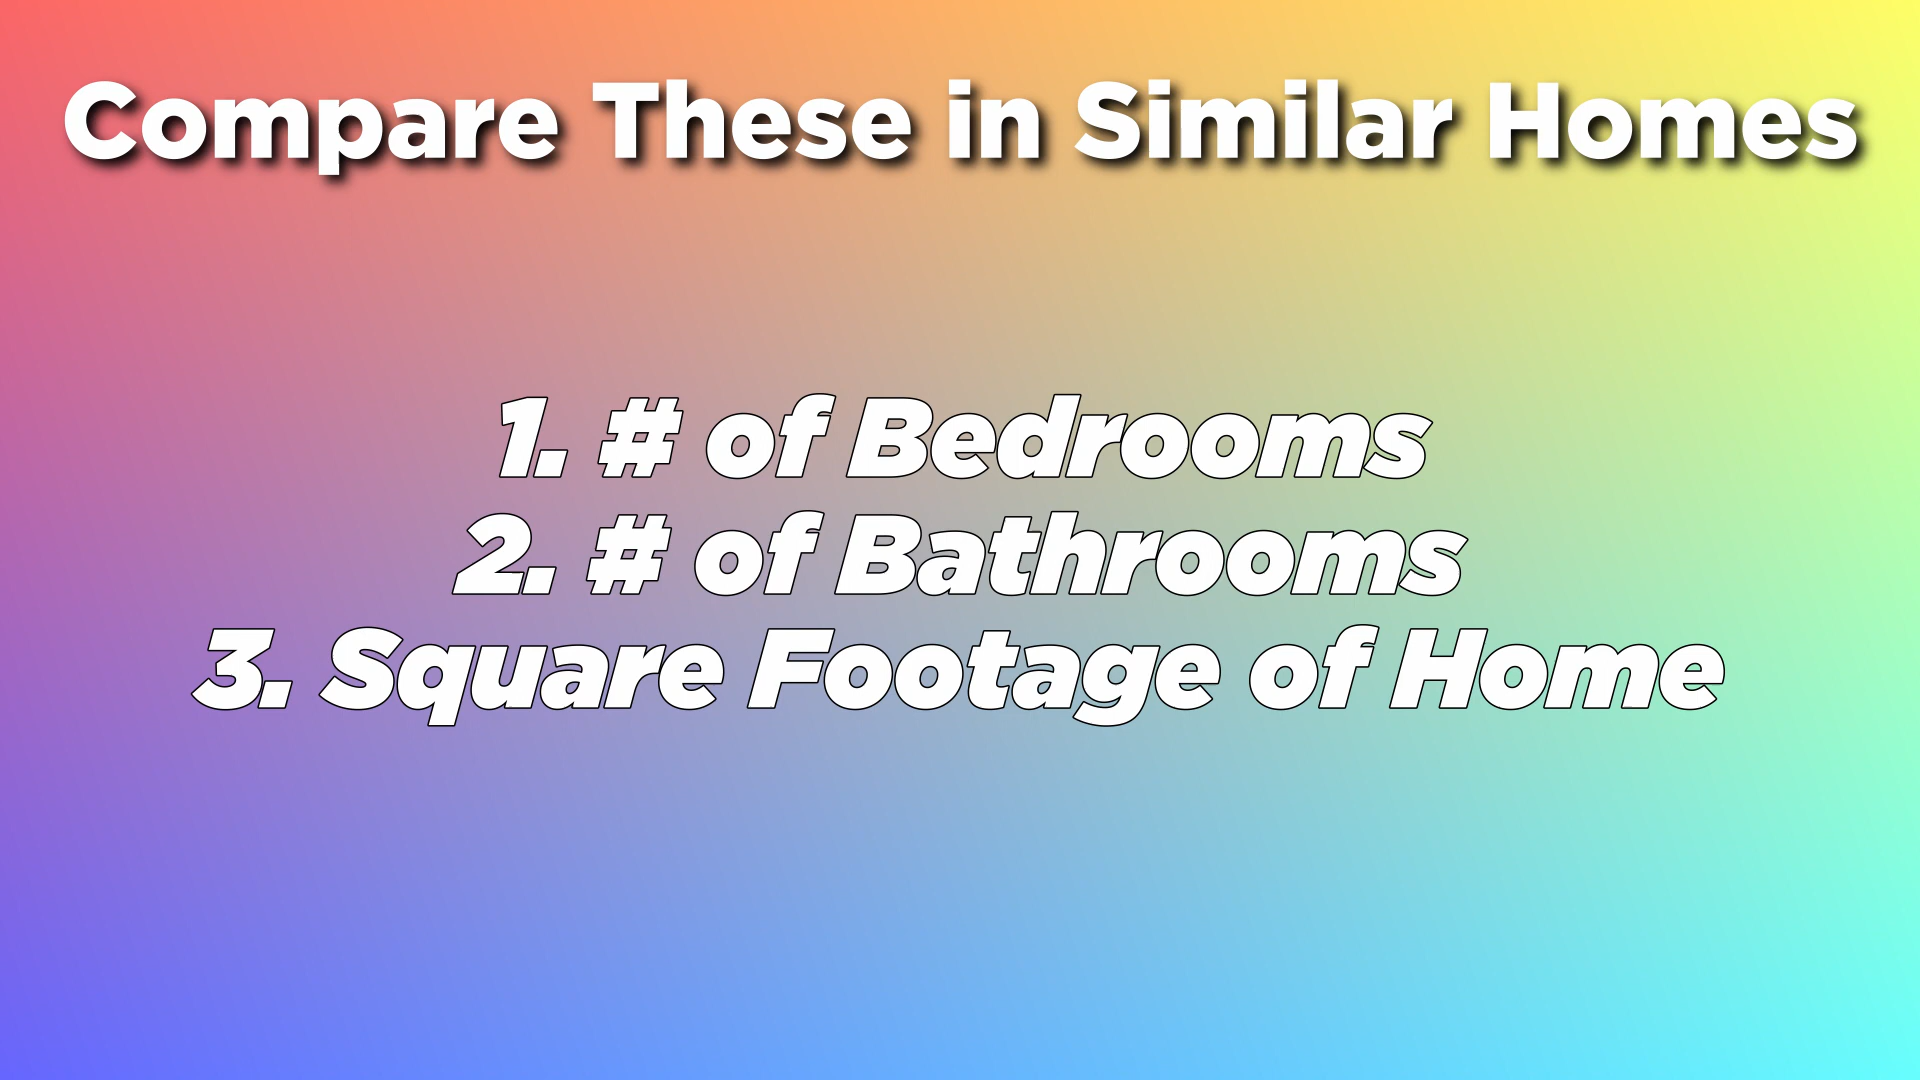 Compare These in Similar Homes
1. # of Bedrooms
2. # of Bathrooms
3. Square Footage of Home